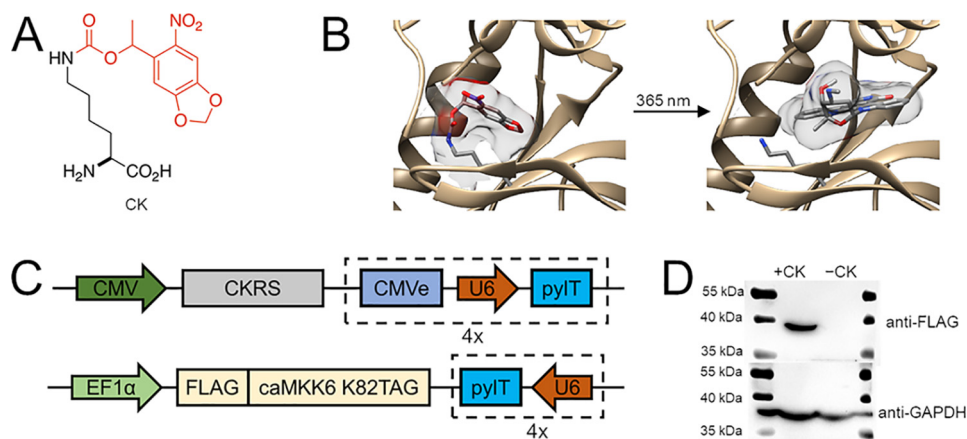 A
O
NO₂
HN
O
O
O
H₂N
CO₂H
CK
B
365 nm
C
CMV
CKRS
CMVe
U6
pylT
4x
EF1α
FLAG
caMKK6 K82TAG
pylT
U6
4x
D
+CK −CK
55 kDa
40 kDa
anti-FLAG
35 kDa
55 kDa
40 kDa
anti-GAPDH
35 kDa